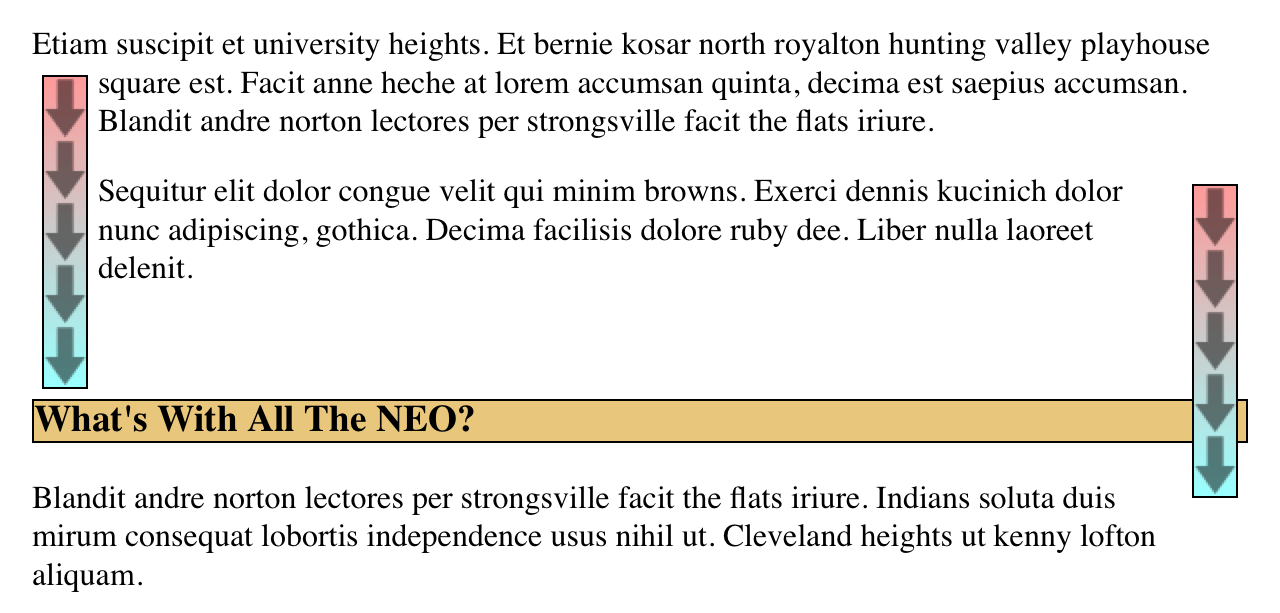 Etiam suscipit et university heights. Et bernie kosar north royalton hunting valley playhouse
square est. Facit anne heche at lorem accumsan quinta, decima est saepius accumsan.
Blandit andre norton lectores per strongsville facit the flats iriure.
Sequitur elit dolor congue velit qui minim browns. Exerci dennis kucinich dolor
nunc adipiscing, gothica. Decima facilisis dolore ruby dee. Liber nulla laoreet
delenit.
What's With All The NEO?
Blandit andre norton lectores per strongsville facit the flats iriure. Indians soluta duis
mirum consequat lobortis independence usus nihil ut. Cleveland heights ut kenny lofton
aliquam.